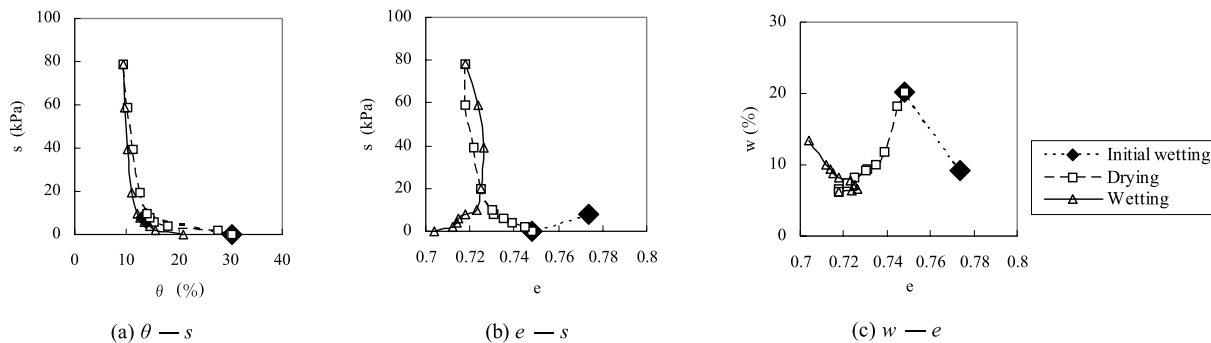 100
80
60
40
20
0
s (kPa)
0 10 20 30 40
θ (%)
(a) θ — s
100
80
60
40
20
0
s (kPa)
0.7 0.72 0.74 0.76 0.78 0.8
e
(b) e — s
30
20
10
0
w (%)
0.7 0.72 0.74 0.76 0.78 0.8
e
(c) w — e
Initial wetting
Drying
Wetting